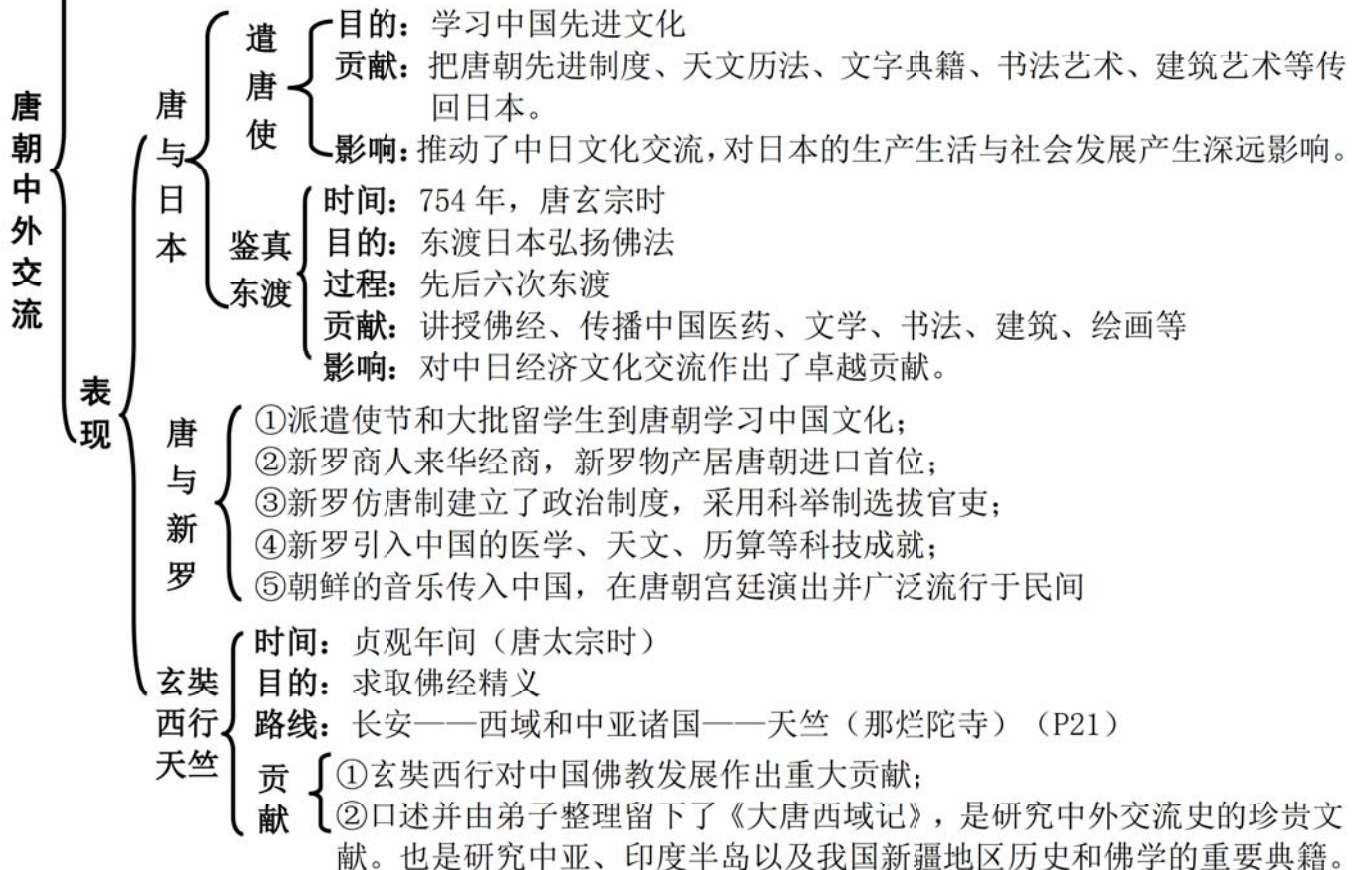 唐朝中外交流
表现
唐与日本
遣唐使
目的：学习中国先进文化
贡献：把唐朝先进制度、天文历法、文字典籍、书法艺术、建筑艺术等传
回日本。
影响：推动了中日文化交流，对日本的生产生活与社会发展产生深远影响。
鉴真
东渡
时间：754 年，唐玄宗时
目的：东渡日本弘扬佛法
过程：先后六次东渡
贡献：讲授佛经、传播中国医药、文学、书法、建筑、绘画等
影响：对中日经济文化交流作出了卓越贡献。
唐与新罗
①派遣使节和大批留学生到唐朝学习中国文化；
②新罗商人来华经商，新罗物产居唐朝进口首位；
③新罗仿唐制建立了政治制度，采用科举制选拔官吏；
④新罗引入中国的医学、天文、历算等科技成就；
⑤朝鲜的音乐传入中国，在唐朝宫廷演出并广泛流行于民间
玄奘
西行
天竺
时间：贞观年间（唐太宗时）
目的：求取佛经精义
路线：长安——西域和中亚诸国——天竺（那烂陀寺）（P21）
贡献
①玄奘西行对中国佛教发展作出重大贡献；
②口述并由弟子整理留下了《大唐西域记》，是研究中外交流史的珍贵文
献。也是研究中亚、印度半岛以及我国新疆地区历史和佛学的重要典籍。